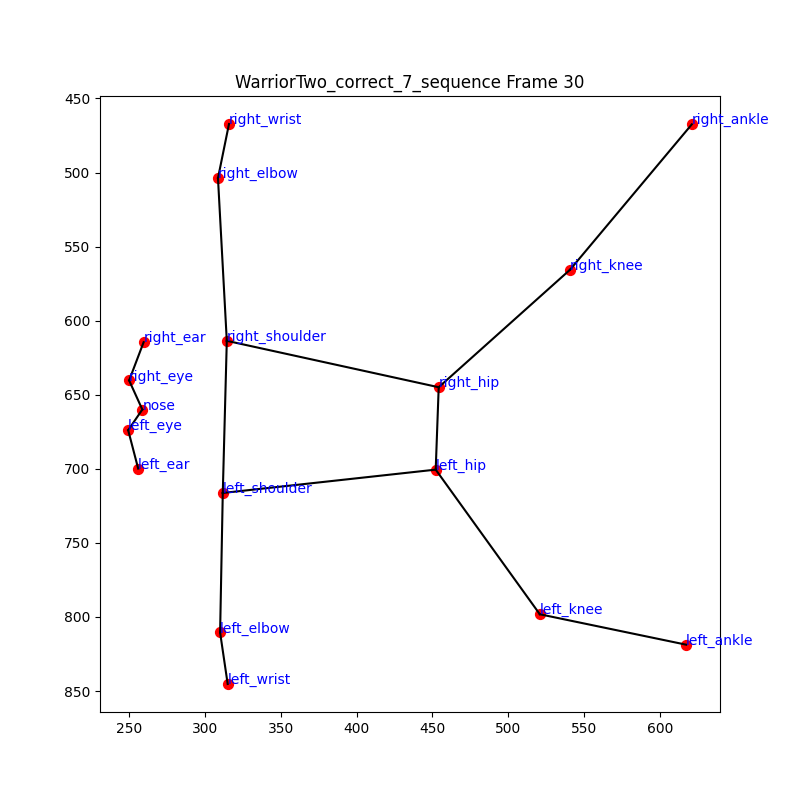 WarriorTwo_correct_7_sequence Frame 30
450
right_wrist
right_ankle
500
right_elbow
550
right_knee
600
right_ear
right_shoulder
650
right_eye
right_hip
nose
left_eye
700
left_ear
left_hip
left_shoulder
750
800
left_knee
left_elbow
left_ankle
850
left_wrist
250 300 350 400 450 500 550 600